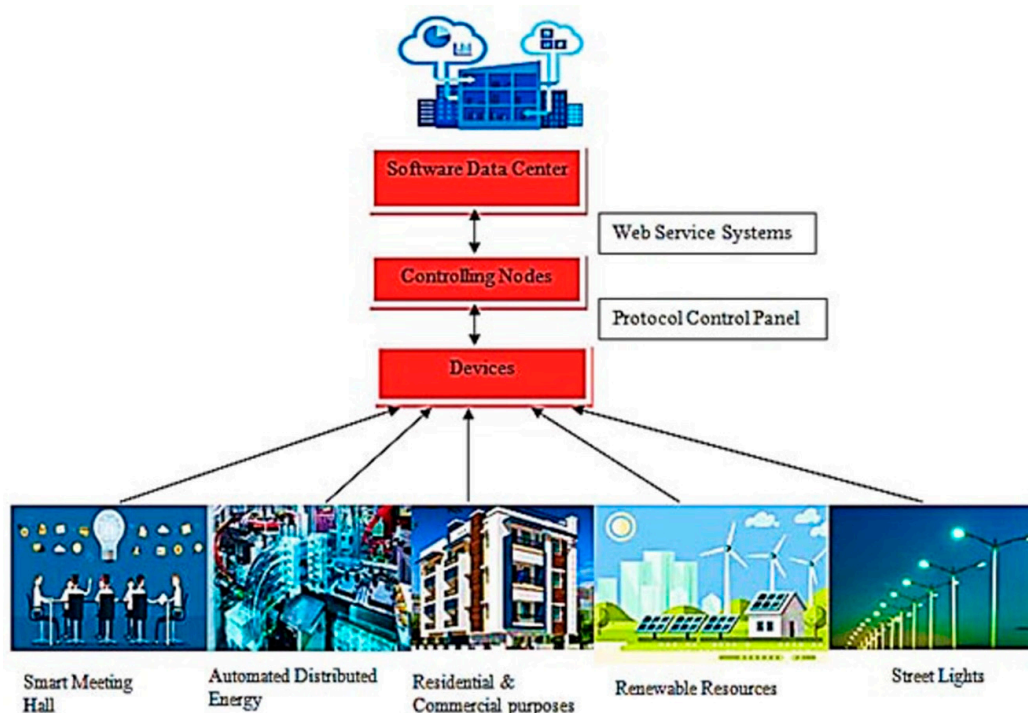 Software Data Center
Web Service Systems
Controlling Nodes
Protocol Control Panel
Devices
Smart Meeting
Hall
Automated Distributed
Energy
Residential &
Commercial purposes
Renewable Resources
Street Lights